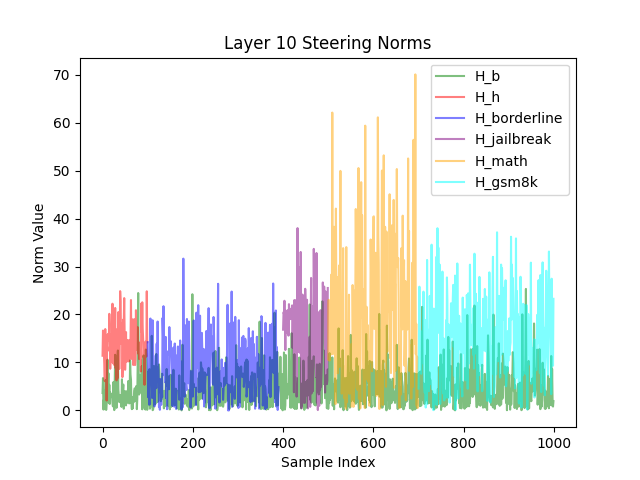 Layer 10 Steering Norms
H_b
H_h
H_borderline
H_jailbreak
H_math
H_gsm8k
Norm Value
70
60
50
40
30
20
10
0
0 200 400 600 800 1000
Sample Index